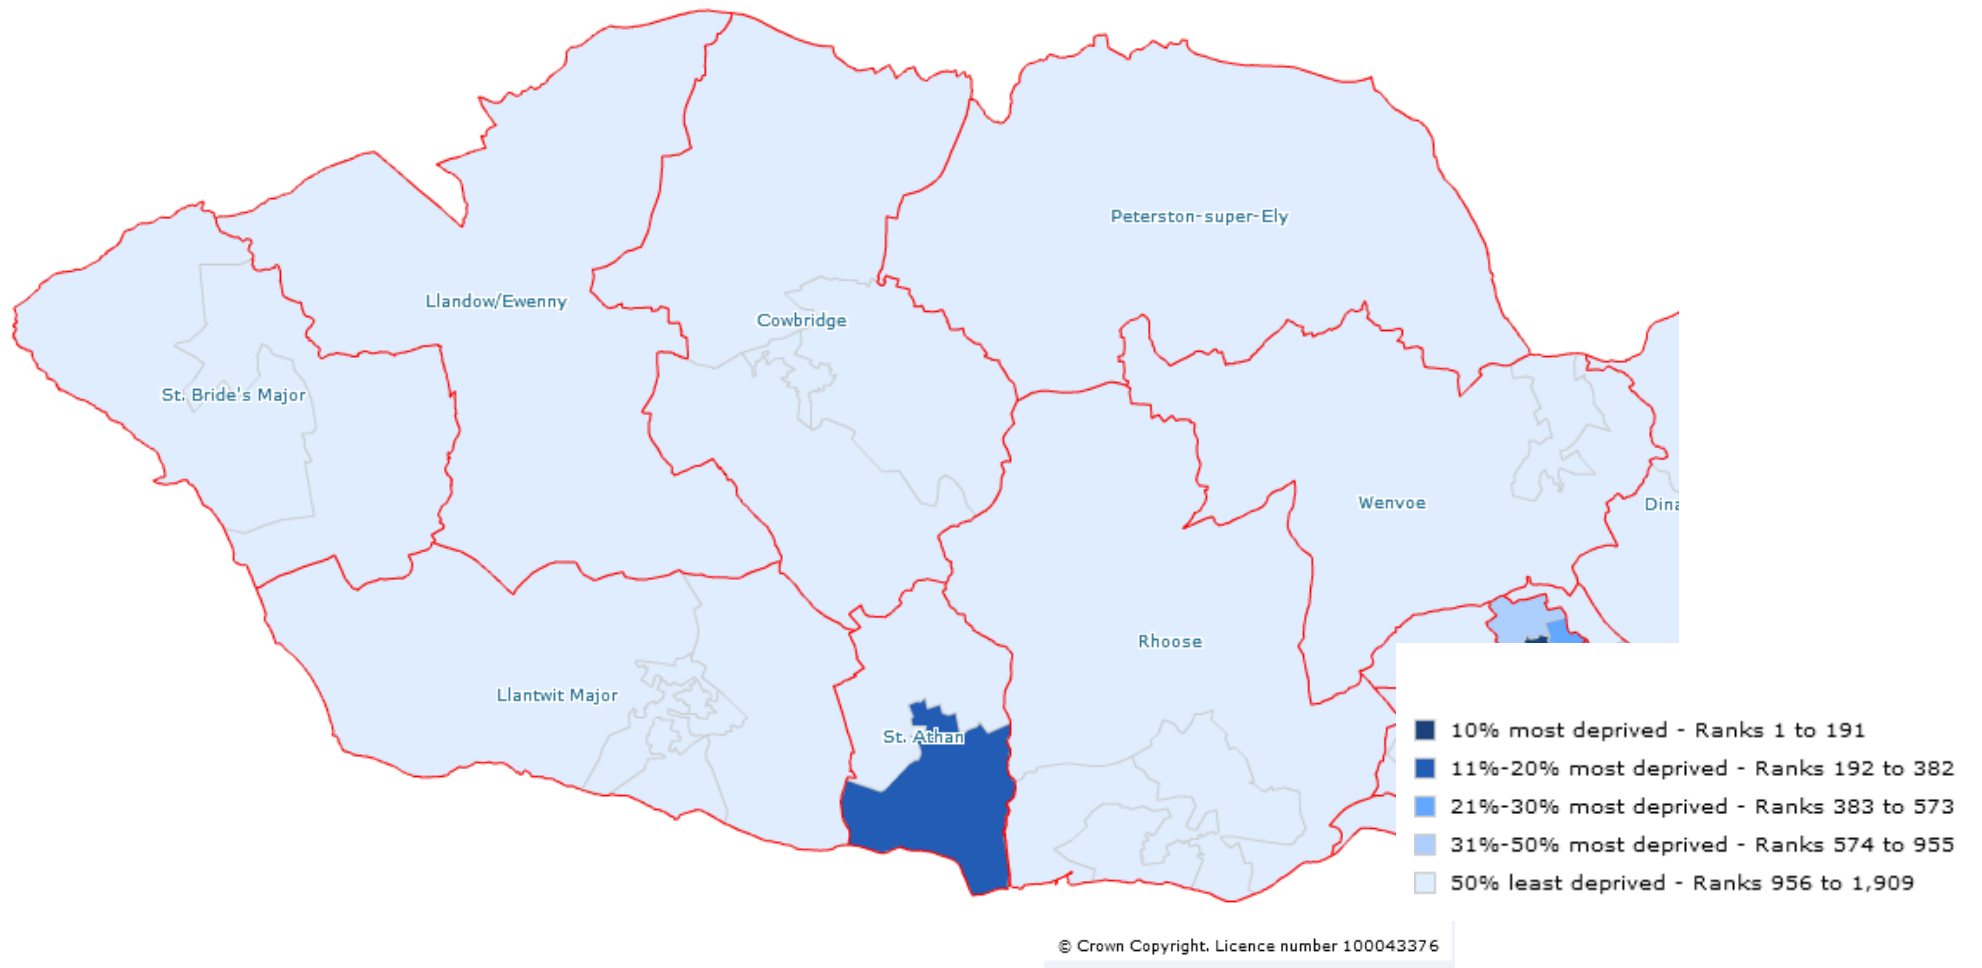 Peterston-super-Ely
Llandow/Ewenny
Cowbridge
St. Bride's Major
Wenvoe
Dina
Rhoose
Llantwit Major
St. Athan
10% most deprived - Ranks 1 to 191
11%-20% most deprived - Ranks 192 to 382
21%-30% most deprived - Ranks 383 to 573
31%-50% most deprived - Ranks 574 to 955
50% least deprived - Ranks 956 to 1,909
© Crown Copyright. Licence number 100043376